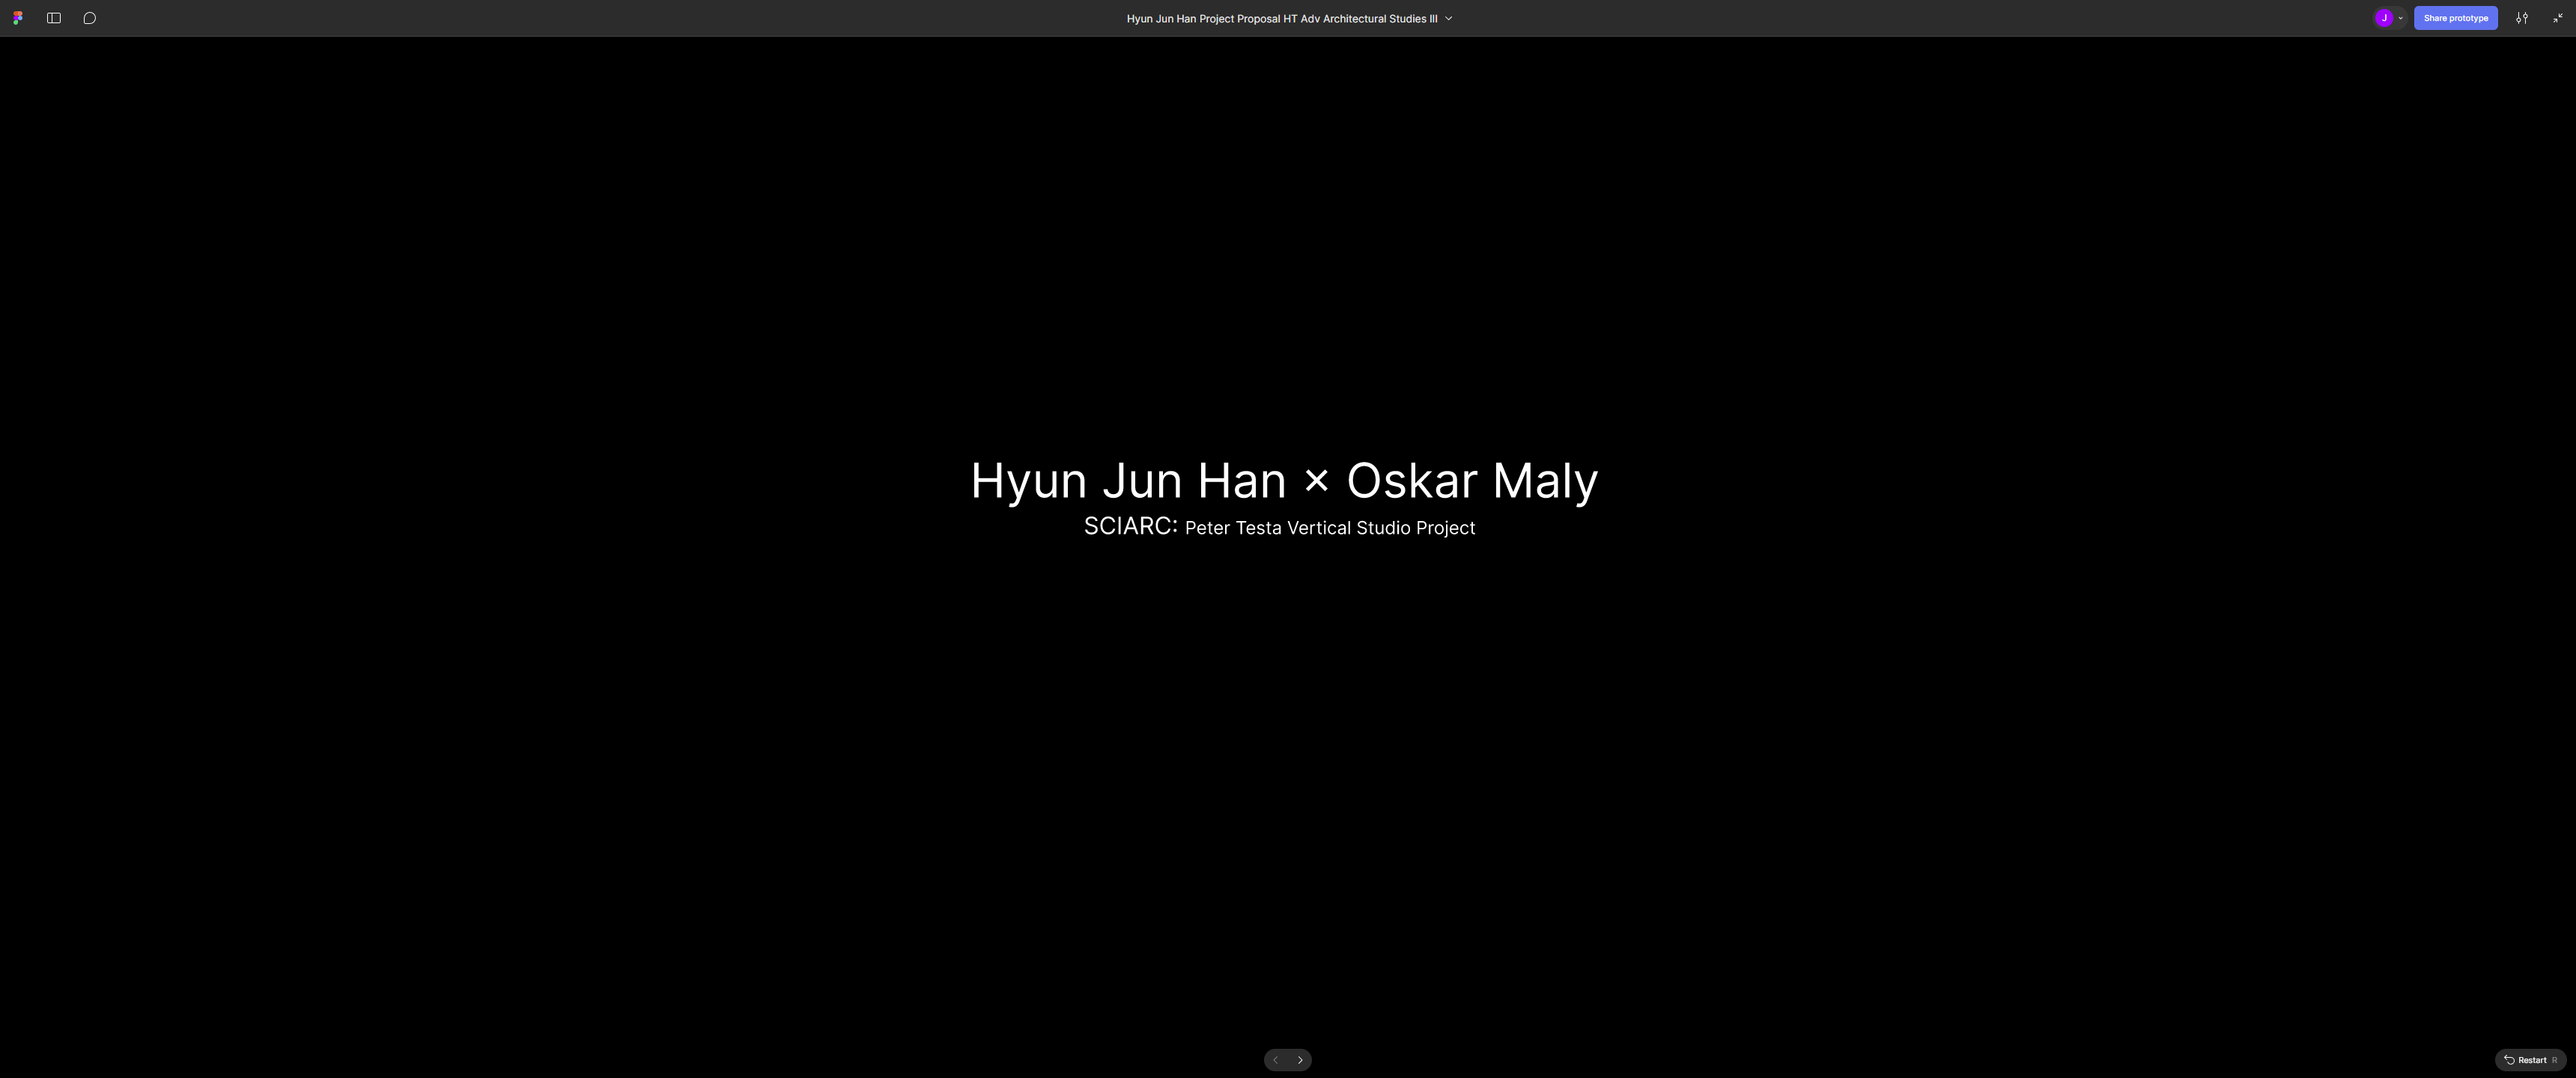 Hyun Jun Han Project Proposal HT Adv Architectural Studies III
J
Share prototype
Hyun Jun Han × Oskar Maly
SCIARC: Peter Testa Vertical Studio Project
Restart R